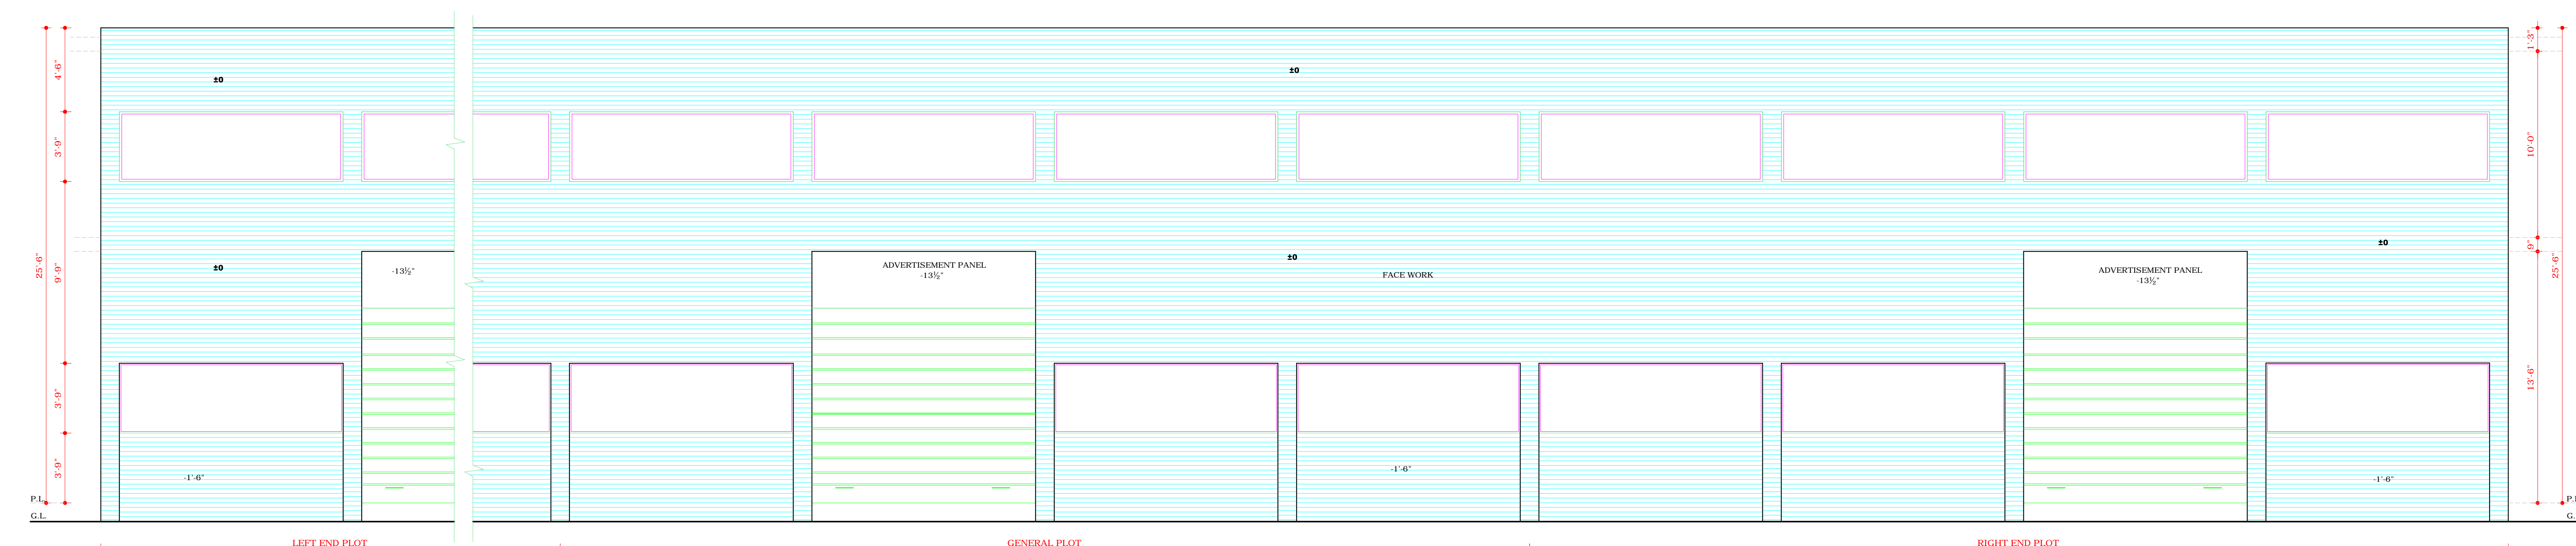 1'-3"
4'-6"
±0
±0
3'-9"
10'-0"
±0
±0
±0
25'-6"
9'-9"
-13½"
ADVERTISEMENT PANEL
-13½"
FACE WORK
ADVERTISEMENT PANEL
-13½"
9"
25'-6"
3'-9"
13'-6"
3'-9"
-1'-6"
-1'-6"
-1'-6"
P.L.
G.L.
LEFT END PLOT
GENERAL PLOT
RIGHT END PLOT